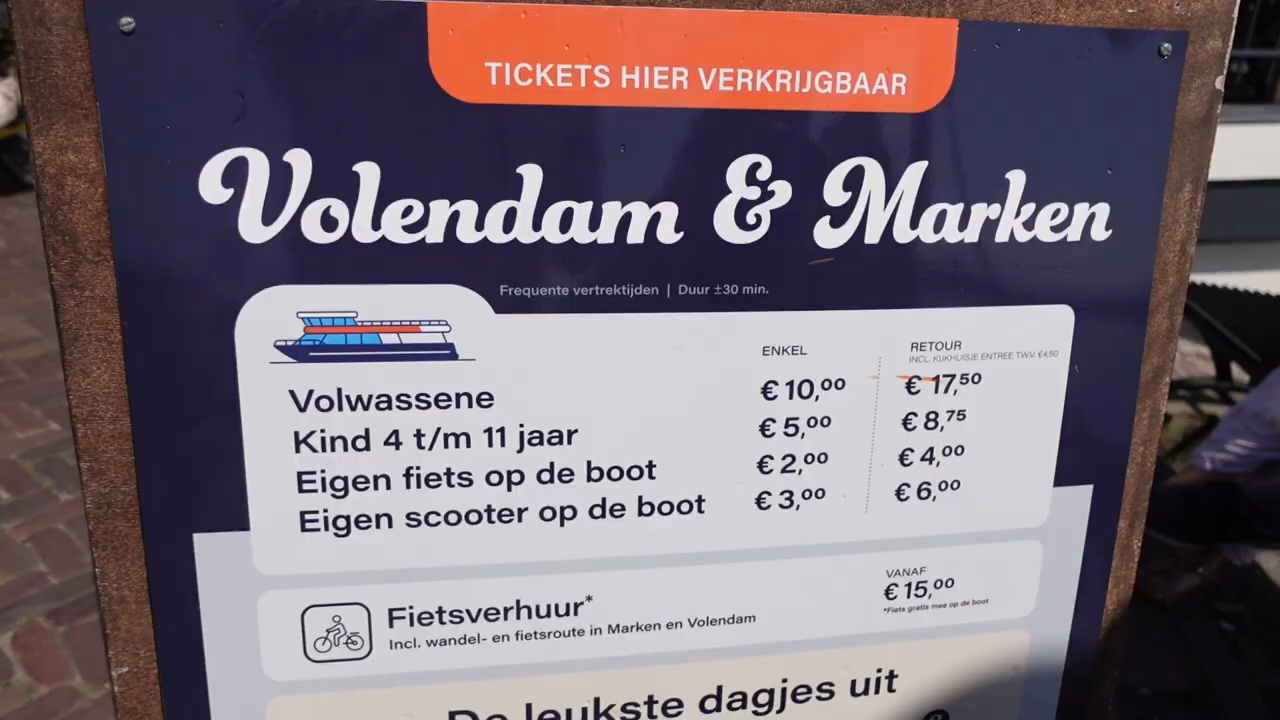 TICKETS HIER VERKRIJGBAAR
Volendam & Marken
Frequente vertrektijden | Duur ±30 min.
ENKEL RETOUR
INCL. KIJKHUISJE ENTREE T.W.V. €4,50
Volwassene € 10,00 € 17,50
Kind 4 t/m 11 jaar € 5,00 € 8,75
Eigen fiets op de boot € 2,00 € 4,00
Eigen scooter op de boot € 3,00 € 6,00
Fietsverhuur* VANAF
€ 15,00
Incl. wandel- en fietsroute in Marken en Volendam *Fiets gratis mee op de boot
De leukste dagjes uit